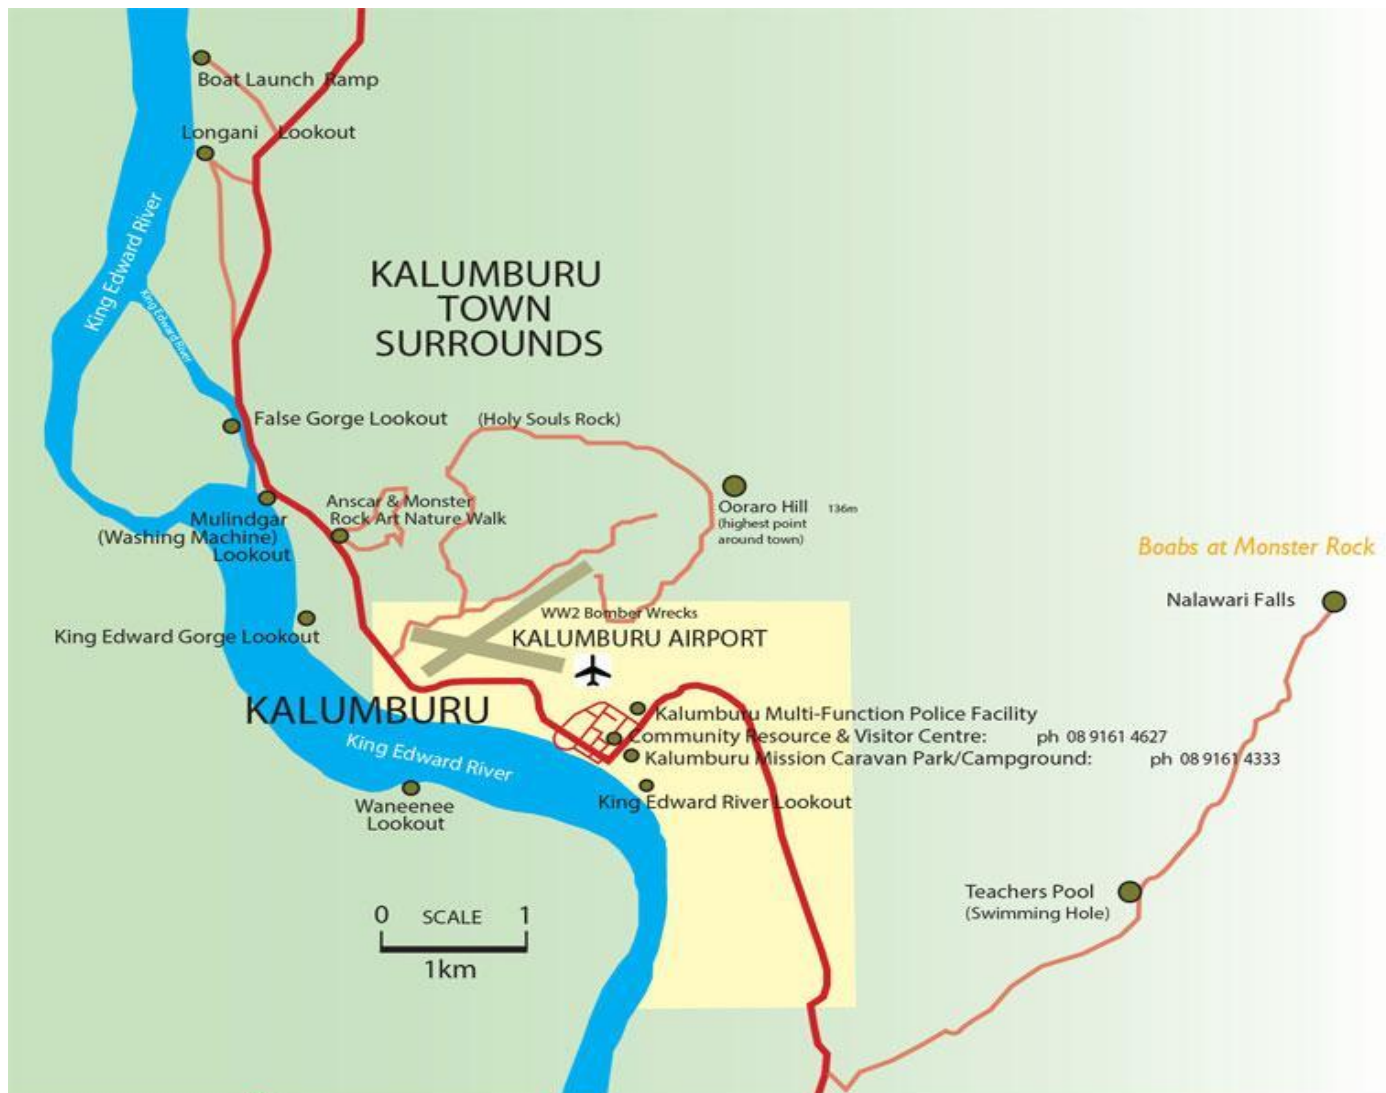 Boat Launch Ramp
Longani Lookout
King Edward River
King Edward River
KALUMBURU
TOWN
SURROUNDS
False Gorge Lookout (Holy Souls Rock)
Anscar & Monster
Rock Art Nature Walk
Mulindgar
(Washing Machine)
Lookout
Ooraro Hill 136m
(highest point
around town)
Boabs at Monster Rock
Nalawari Falls
King Edward Gorge Lookout
WW2 Bomber Wrecks
KALUMBURU AIRPORT
KALUMBURU
King Edward River
Kalumburu Multi-Function Police Facility
Community Resource & Visitor Centre: ph 08 9161 4627
Kalumburu Mission Caravan Park/Campground: ph 08 9161 4333
King Edward River Lookout
Waneenee
Lookout
Teachers Pool
(Swimming Hole)
0 SCALE 1
1km